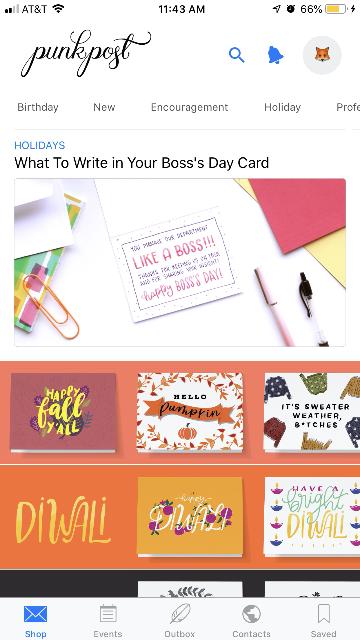 AT&T
11:43 AM
66%
punkpost
Birthday New Encouragement Holiday Profe
HOLIDAYS
What To Write in Your Boss's Day Card
YOU MANAGE OUR DEPARTMENT
LIKE A BOSS!!!
THANKS FOR KEEPING US ON TASK
AND FOR SHARING YOUR INSIGHT!
happy BOSS'S DAY!
HAPPY
fall
Y'ALL
HELLO
Pumpkin
IT'S SWEATER
WEATHER,
B*TCHES
DIWALI
happy
DIWALI
HAVE A
bright
DIWALI
Shop Events Outbox Contacts Saved